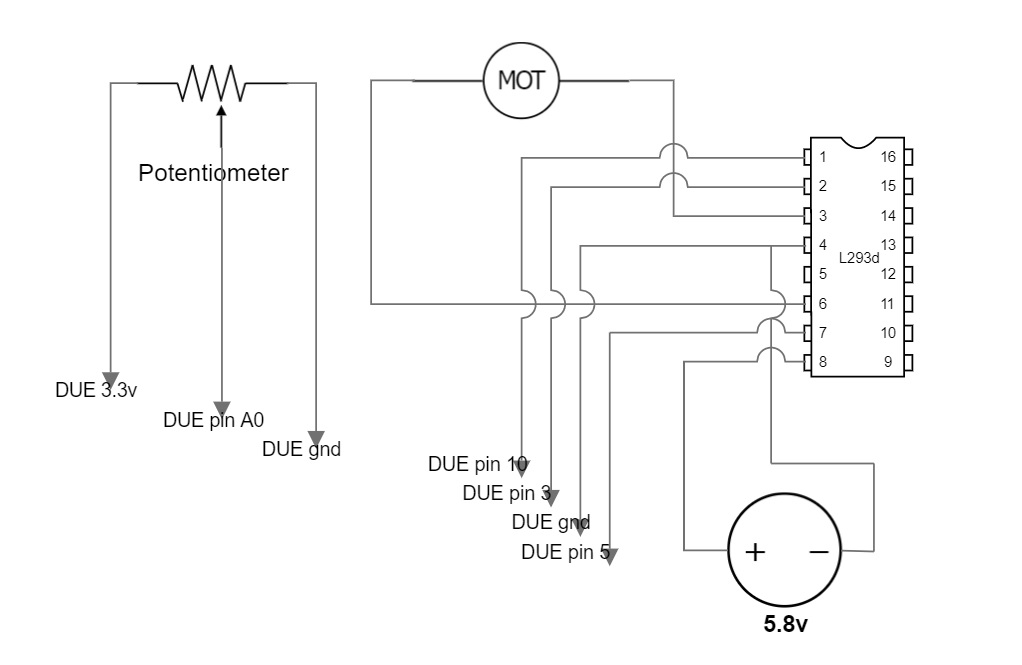 MOT
Potentiometer
1 16
2 15
3 14
4 13
L293d
5 12
6 11
7 10
8 9
DUE 3.3v
DUE pin A0
DUE gnd
DUE pin 10
DUE pin 3
DUE gnd
DUE pin 5
+ −
5.8v